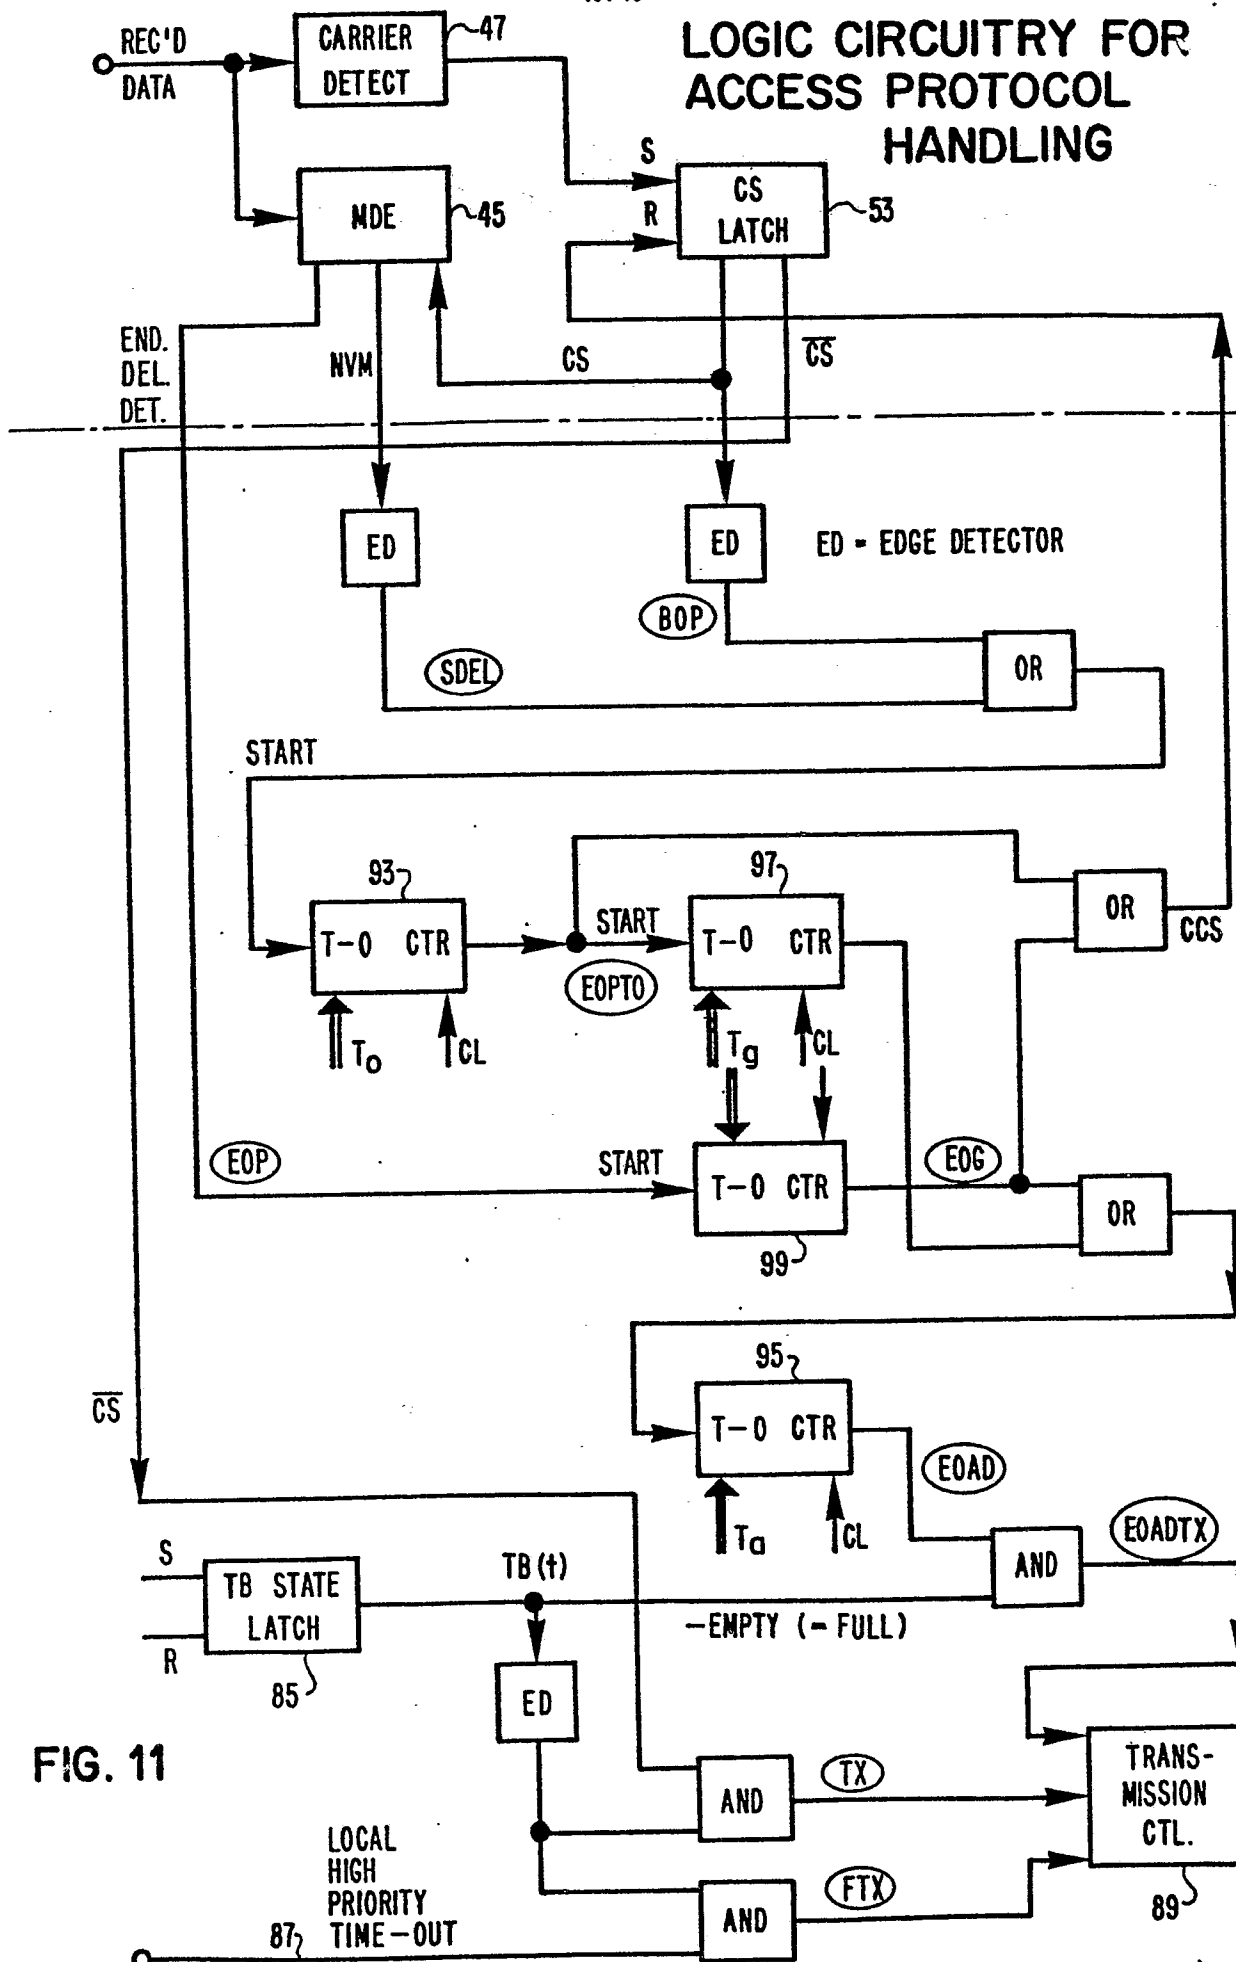 LOGIC CIRCUITRY FOR
ACCESS PROTOCOL
HANDLING
REC'D
DATA
CARRIER
DETECT
47
MDE
45
S
R
CS
LATCH
53
END.
DEL.
DET.
NVM
CS
CS
ED
ED
ED = EDGE DETECTOR
BOP
SDEL
OR
START
93
T-O CTR
To
CL
START
EOPTO
97
T-O CTR
Tg
CL
OR
CCS
EOP
START
T-O CTR
99
EOG
OR
CS
95
T-O CTR
Ta
CL
EOAD
AND
EOADTX
S
R
TB STATE
LATCH
85
TB(t)
-EMPTY (=FULL)
ED
AND
TX
TRANS-
MISSION
CTL.
89
LOCAL
HIGH
PRIORITY
TIME-OUT
87
AND
FTX
FIG. 11